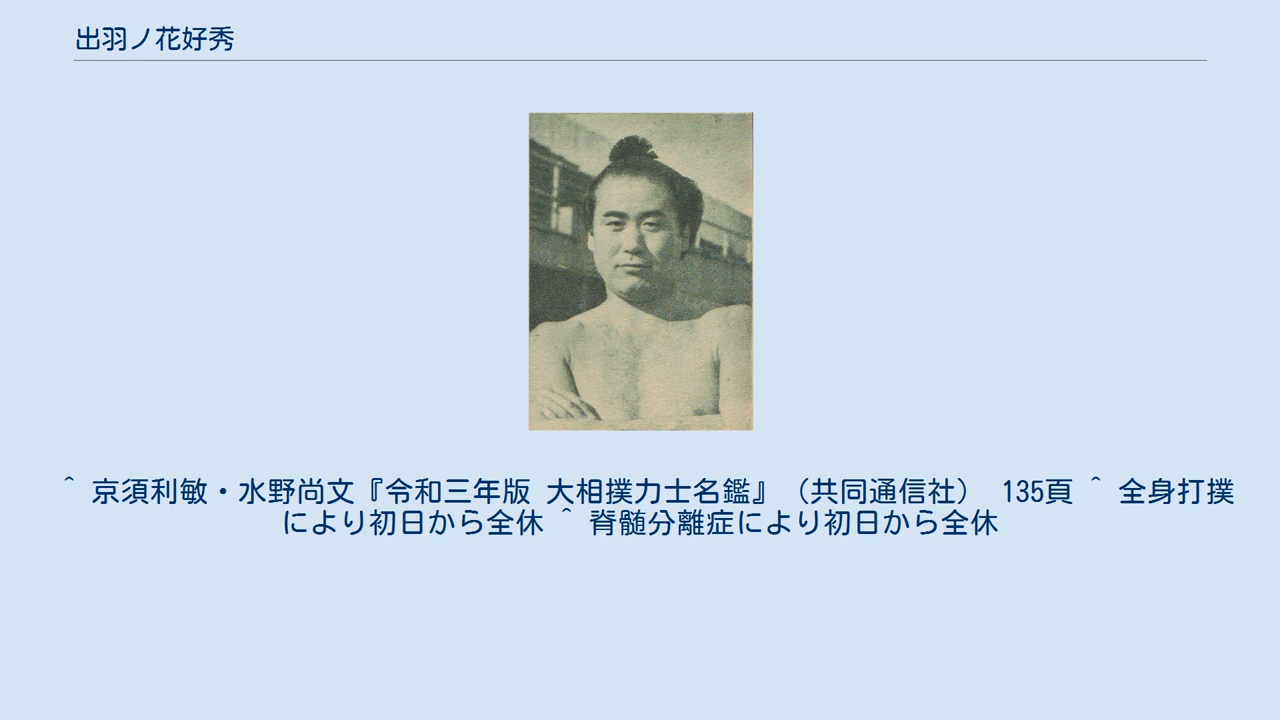 出羽ノ花好秀
^ 京須利敏・水野尚文『令和三年版 大相撲力士名鑑』（共同通信社） 135頁 ^ 全身打撲
により初日から全休 ^ 脊髄分離症により初日から全休